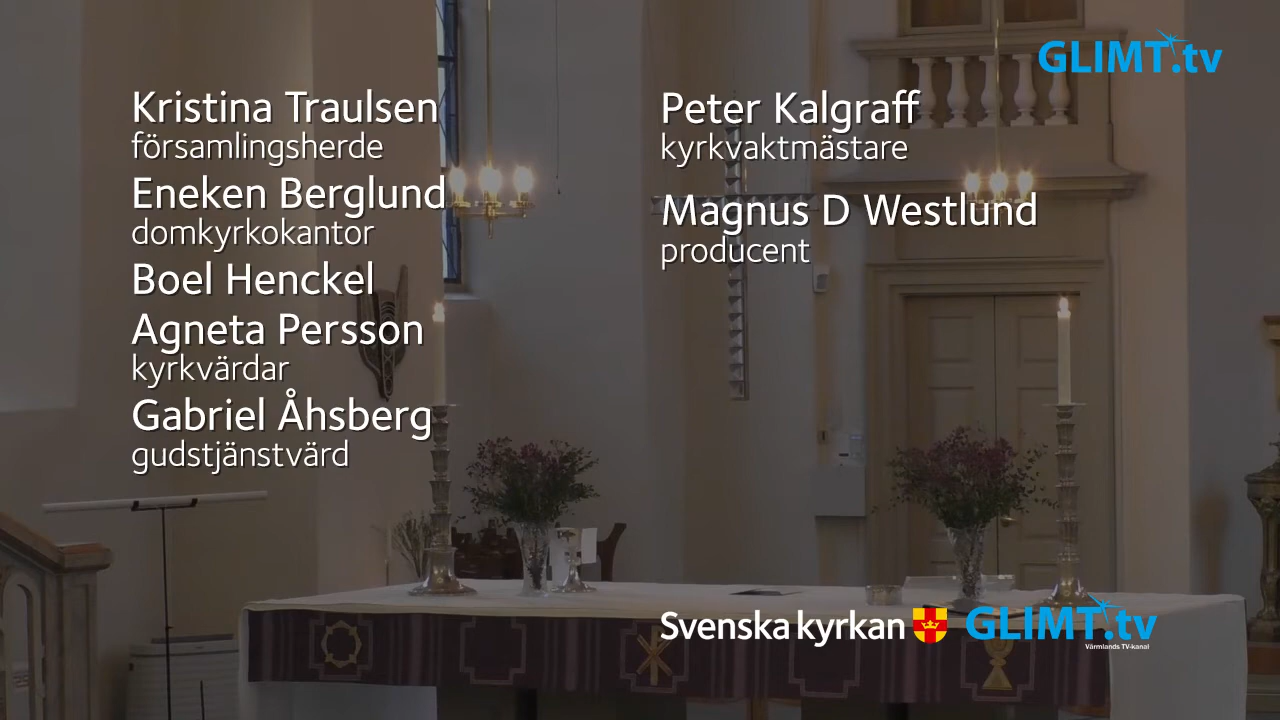 GLIMT.tv
Kristina Traulsen
församlingsherde
Eneken Berglund
domkyrkokantor
Boel Henckel
Agneta Persson
kyrkvärdar
Gabriel Åhsberg
gudstjänstvärd
Peter Kalgraff
kyrkvaktmästare
Magnus D Westlund
producent
Svenska kyrkan
GLIMT.tv
Värmlands TV-kanal